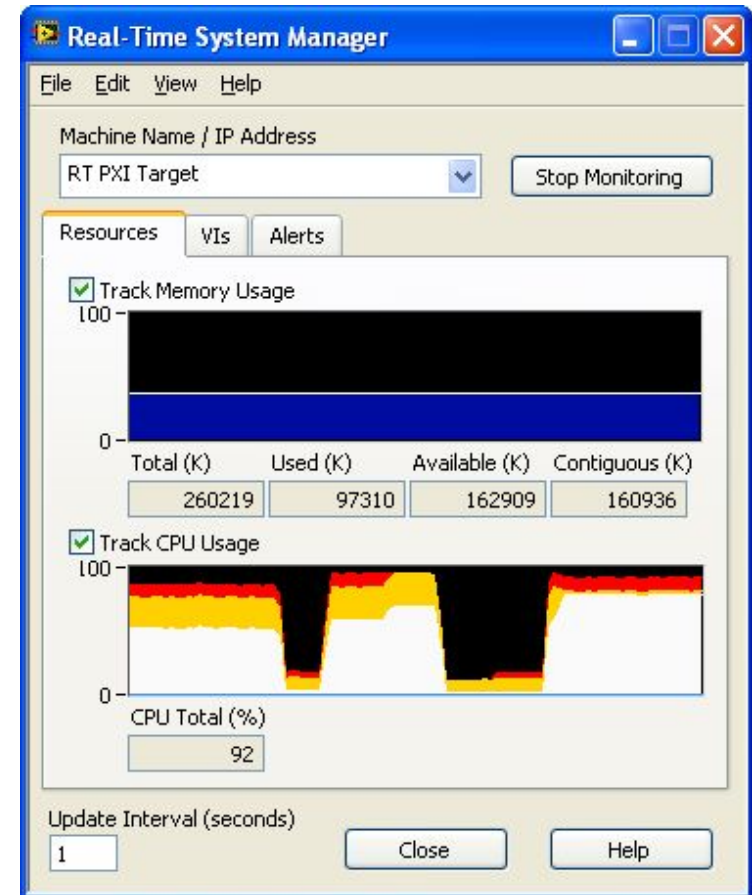 Real-Time System Manager
File Edit View Help
Machine Name / IP Address
RT PXI Target
Stop Monitoring
Resources VIs Alerts
Track Memory Usage
100
0
Total (K) Used (K) Available (K) Contiguous (K)
260219 97310 162909 160936
Track CPU Usage
100
0
CPU Total (%)
92
Update Interval (seconds)
1
Close Help